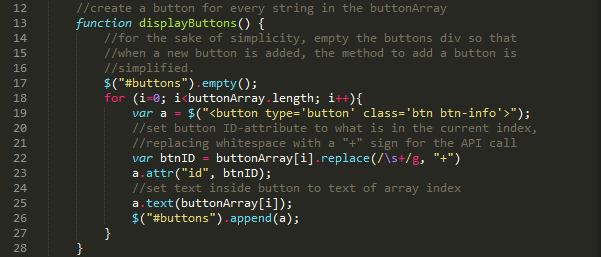 12 //create a button for every string in the buttonArray
13 function displayButtons() {
14 //for the sake of simplicity, empty the buttons div so that
15 //when a new button is added, the method to add a button is
16 //simplified.
17 $("#buttons").empty();
18 for (i=0; i<buttonArray.length; i++){
19 var a = $("<button type='button' class='btn btn-info'>");
20 //set button ID-attribute to what is in the current index,
21 //replacing whitespace with a "+" sign for the API call
22 var btnID = buttonArray[i].replace(/\s+/g, "+")
23 a.attr("id", btnID);
24 //set text inside button to text of array index
25 a.text(buttonArray[i]);
26 $("#buttons").append(a);
27 }
28 }